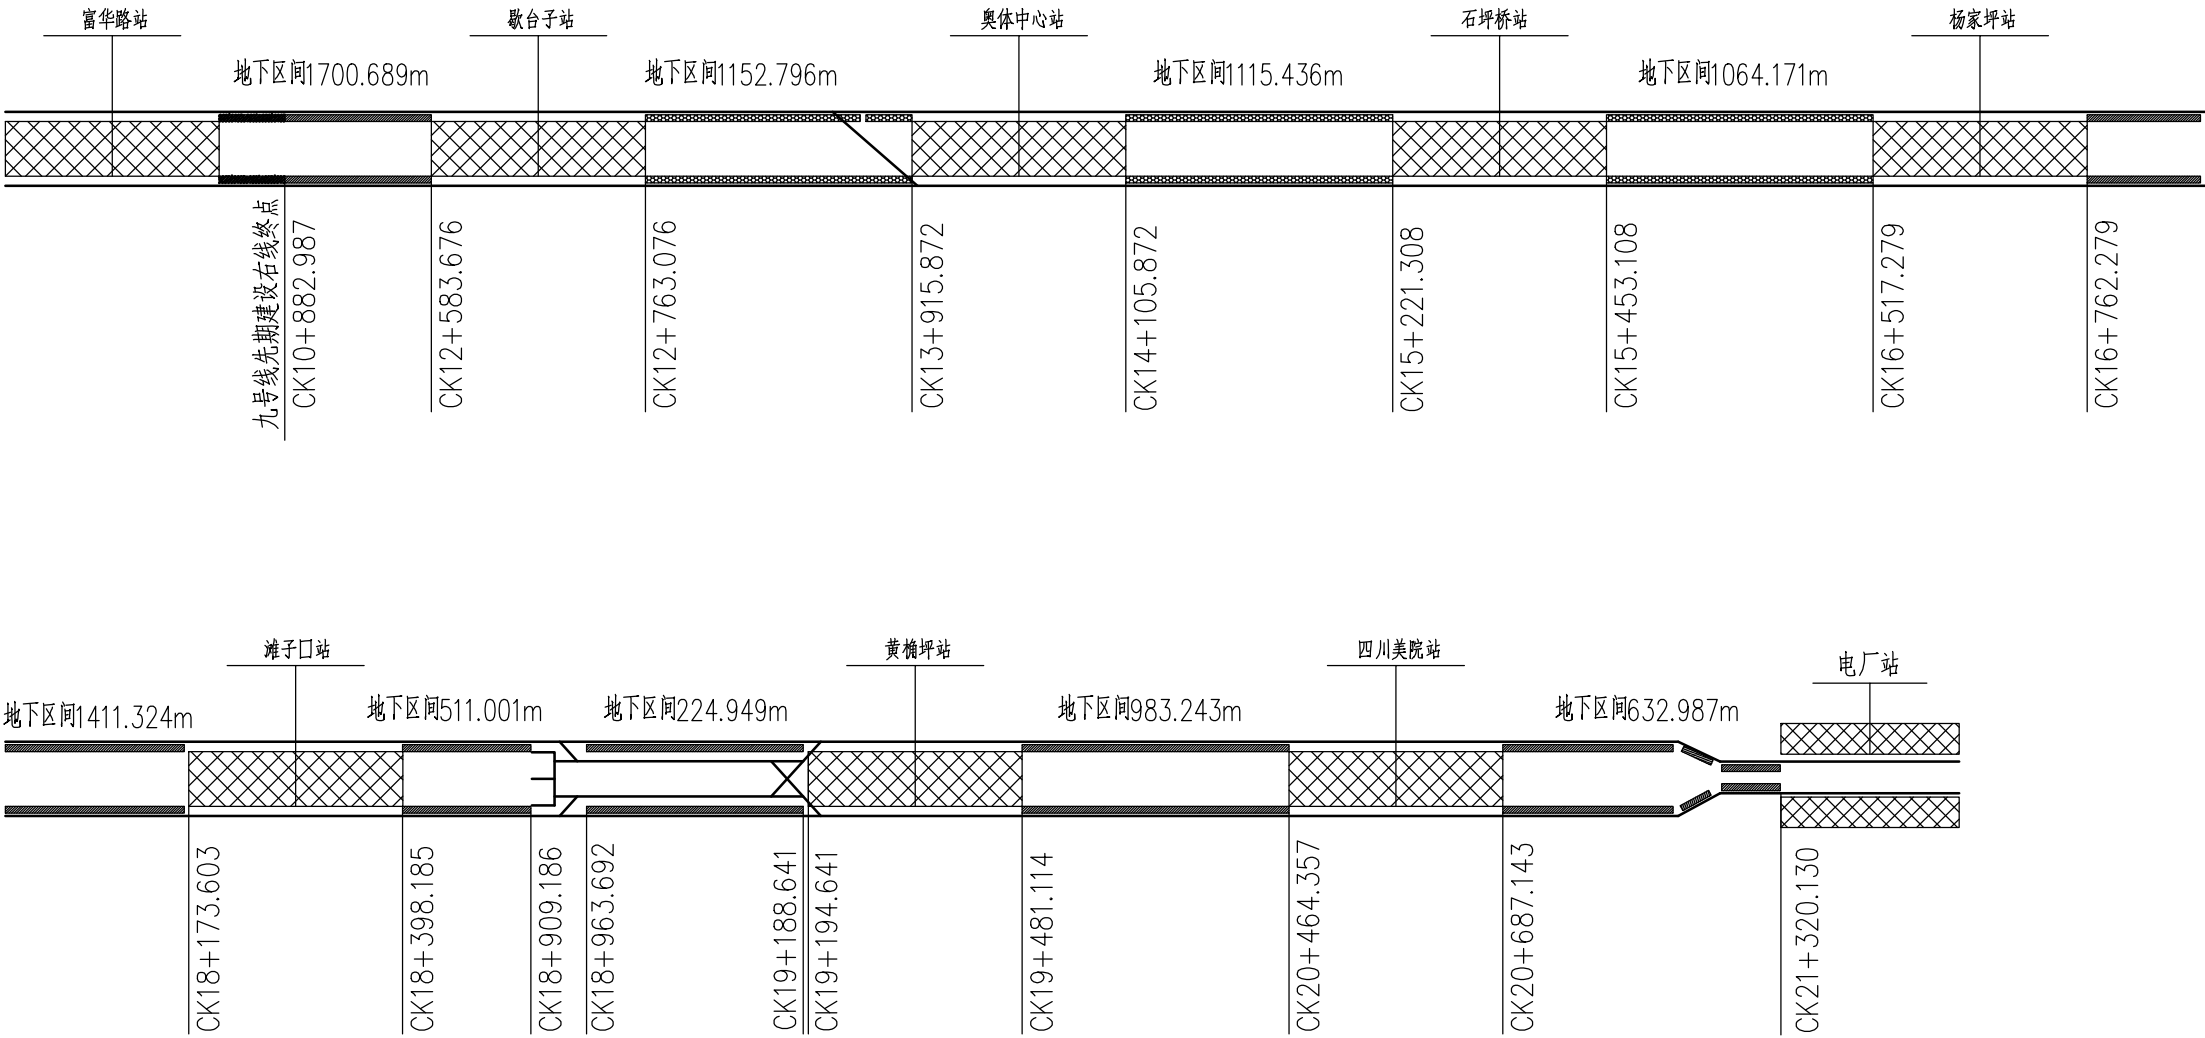 富华路站
歇台子站
奥体中心站
石坪桥站
杨家坪站
地下区间1700.689m
地下区间1152.796m
地下区间1115.436m
地下区间1064.171m
九号线先期建设右线终点
CK10+882.987
CK12+583.676
CK12+763.076
CK13+915.872
CK14+105.872
CK15+221.308
CK15+453.108
CK16+517.279
CK16+762.279
滩子口站
黄桷坪站
四川美院站
电厂站
地下区间1411.324m
地下区间511.001m
地下区间224.949m
地下区间983.243m
地下区间632.987m
CK18+173.603
CK18+398.185
CK18+909.186
CK18+963.692
CK19+188.641
CK19+194.641
CK19+481.114
CK20+464.357
CK20+687.143
CK21+320.130